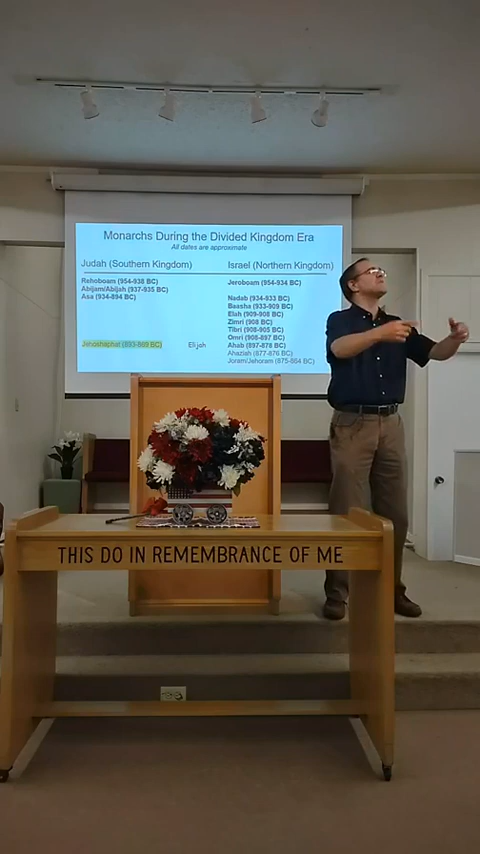 Monarchs During the Divided Kingdom Era
All dates are approximate
Judah (Southern Kingdom)
Israel (Northern Kingdom)
Rehoboam (954-938 BC)
Abijam/Abijah (937-935 BC)
Asa (934-894 BC)
Jehoshaphat (893-869 BC)
Elijah
Jeroboam (954-934 BC)
Nadab (934-933 BC)
Baasha (933-909 BC)
Elah (909-908 BC)
Zimri (908 BC)
Tibri (908-905 BC)
Omri (908-897 BC)
Ahab (897-878 BC)
Ahaziah (877-876 BC)
Joram/Jehoram (875-864 BC)
THIS DO IN REMEMBRANCE OF ME